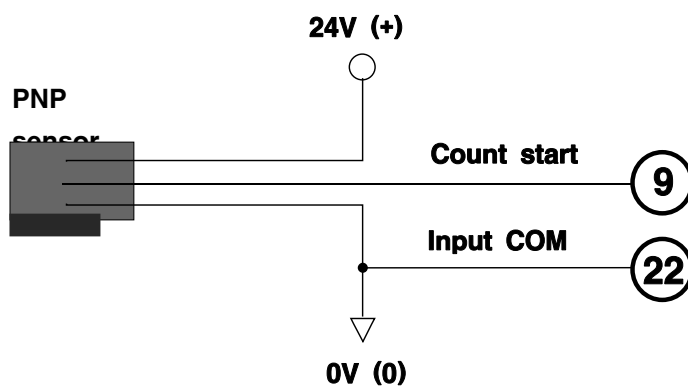 24V (+)
PNP
sensor
Count start
9
Input COM
22
0V (0)